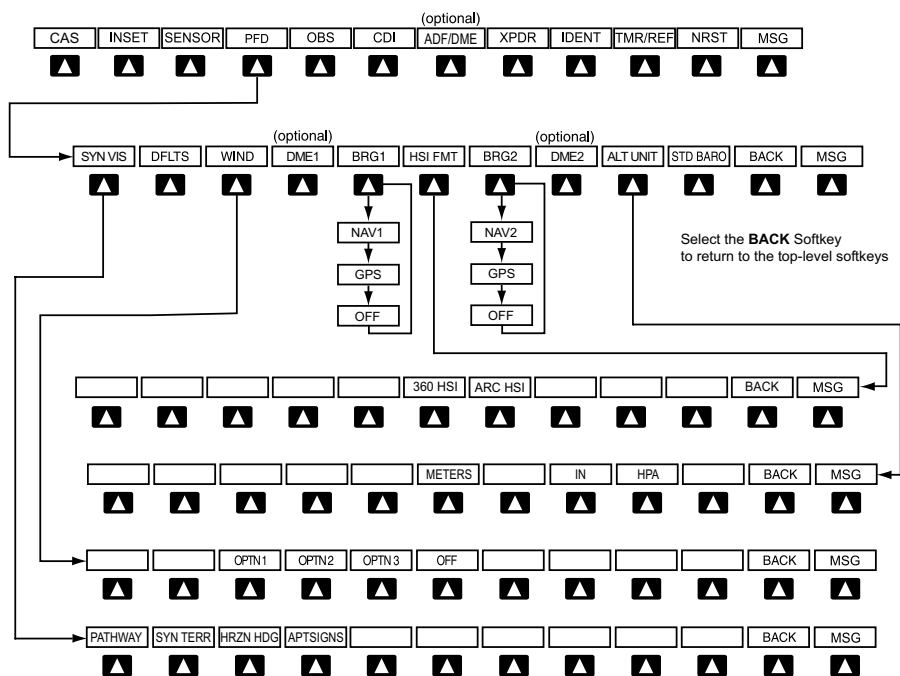 (optional)
CAS INSET SENSOR PFD OBS CDI ADF/DME XPDR IDENT TMR/REF NRST MSG
(optional) (optional)
SYN VIS DFLTS WIND DME1 BRG1 HSI FMT BRG2 DME2 ALT UNIT STD BARO BACK MSG
NAV1 NAV2
GPS GPS
OFF OFF
Select the BACK Softkey
to return to the top-level softkeys
360 HSI ARC HSI BACK MSG
METERS IN HPA BACK MSG
OPTN1 OPTN2 OPTN3 OFF BACK MSG
PATHWAY SYN TERR HRZN HDG APTSIGNS BACK MSG